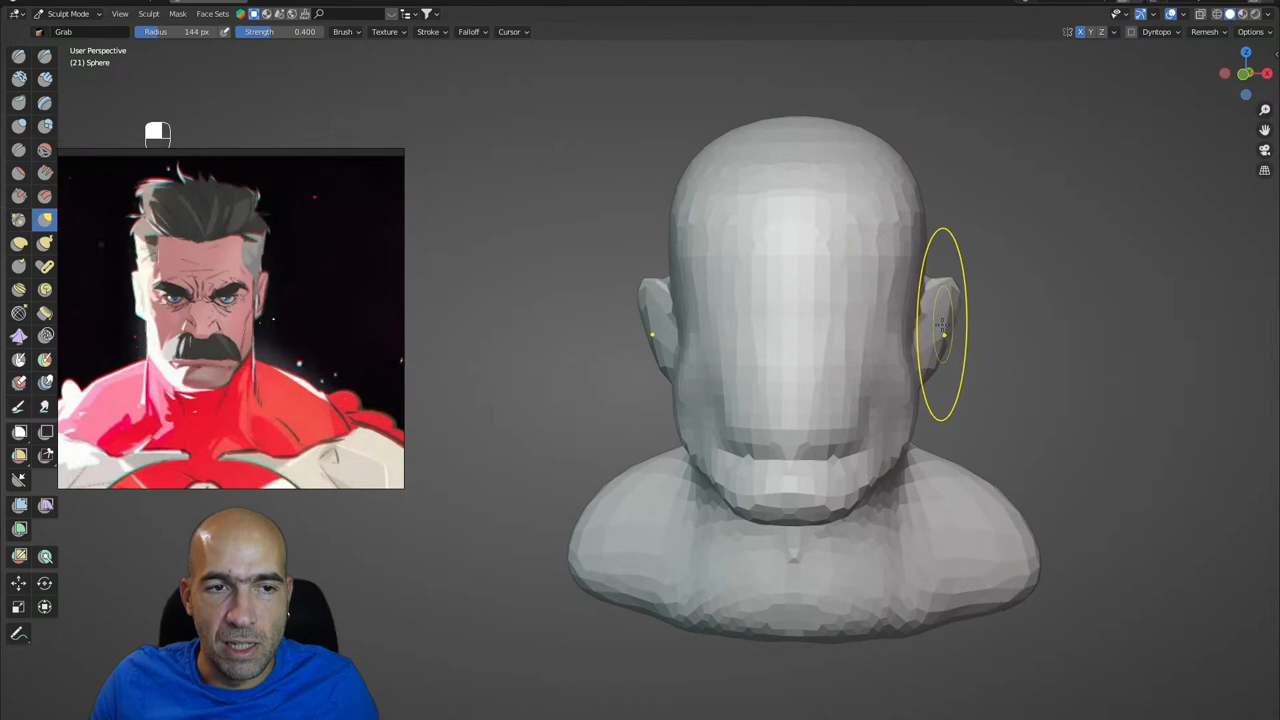 Sculpt Mode View Sculpt Mask Face Sets
Grab Radius 144 px Strength 0.400 Brush Texture Stroke Falloff Cursor X Y Z Dyntopo Remesh Options
User Perspective
(21) Sphere
Z
X